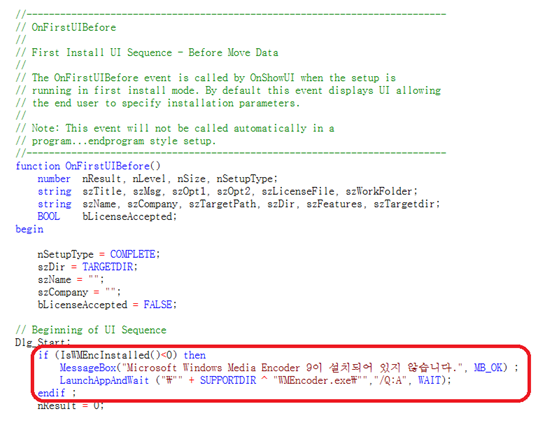 //---------------------------------------------------------------------------
// OnFirstUIBefore
//
// First Install UI Sequence - Before Move Data
//
// The OnFirstUIBefore event is called by OnShowUI when the setup is
// running in first install mode. By default this event displays UI allowing
// the end user to specify installation parameters.
//
// Note: This event will not be called automatically in a
// program...endprogram style setup.
//---------------------------------------------------------------------------
function OnFirstUIBefore()
    number  nResult, nLevel, nSize, nSetupType;
    string  szTitle, szMsg, szOpt1, szOpt2, szLicenseFile, szWorkFolder;
    string  szName, szCompany, szTargetPath, szDir, szFeatures, szTargetdir;
    BOOL    bLicenseAccepted;
begin
    nSetupType = COMPLETE;
    szDir = TARGETDIR;
    szName = "";
    szCompany = "";
    bLicenseAccepted = FALSE;
// Beginning of UI Sequence
Dlg_Start:
    if (IsWMEncInstalled()<0) then
        MessageBox("Microsoft Windows Media Encoder 9이 설치되어 있지 않습니다.", MB_OK) ;
        LaunchAppAndWait ("₩"" + SUPPORTDIR ^ "WMEncoder.exe₩"","/Q:A", WAIT);
    endif ;
    nResult = 0;